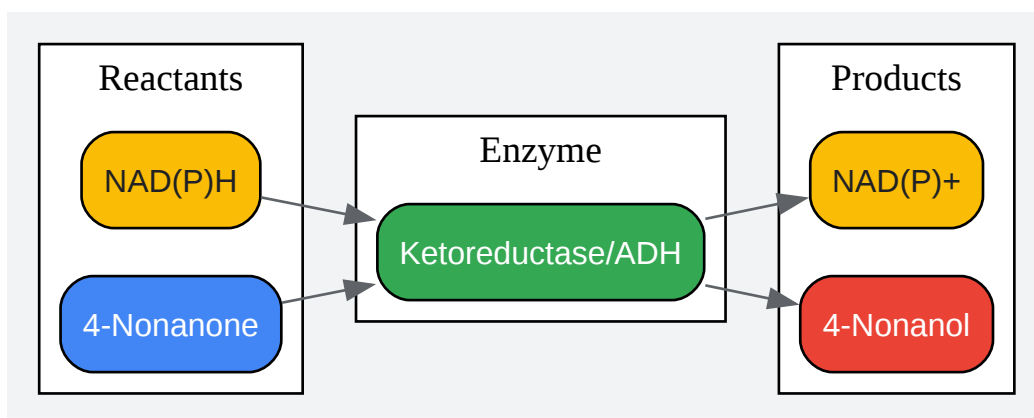 Reactants
NAD(P)H
4-Nonanone
Enzyme
Ketoreductase/ADH
Products
NAD(P)+
4-Nonanol